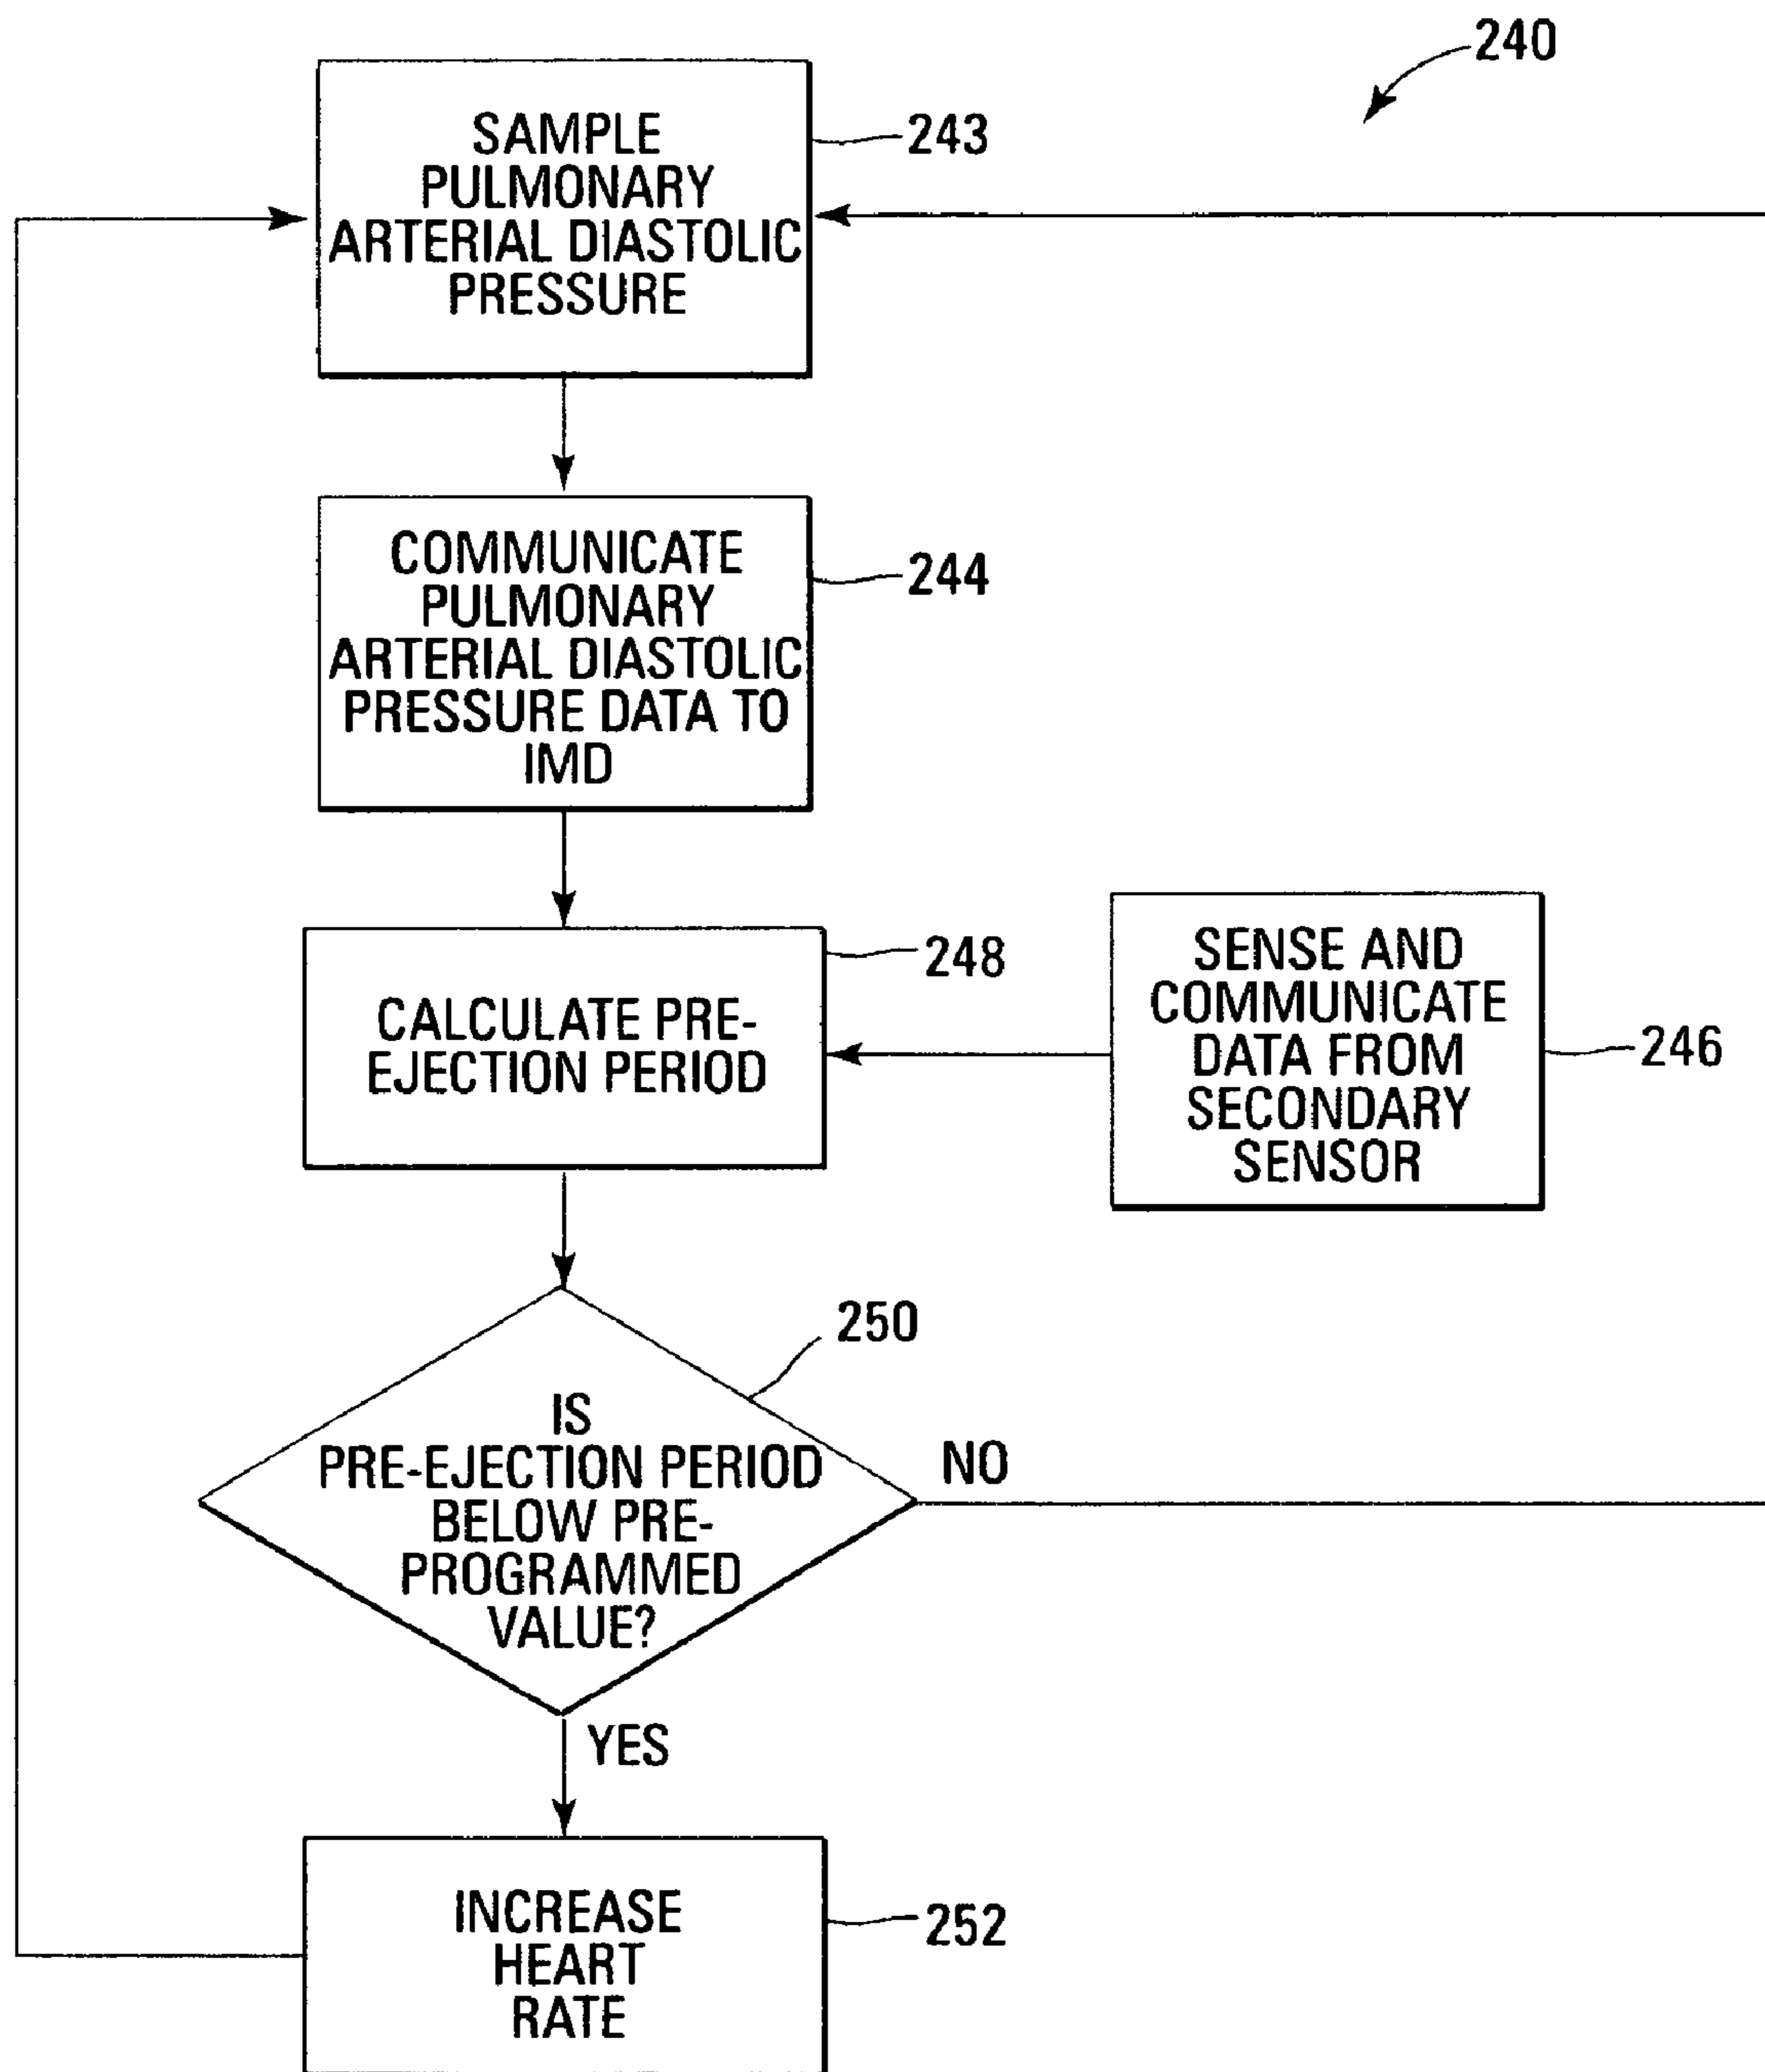 240
SAMPLE
PULMONARY
ARTERIAL DIASTOLIC
PRESSURE
243
COMMUNICATE
PULMONARY
ARTERIAL DIASTOLIC
PRESSURE DATA TO
IMD
244
CALCULATE PRE-
EJECTION PERIOD
248
SENSE AND
COMMUNICATE
DATA FROM
SECONDARY
SENSOR
246
IS
PRE-EJECTION PERIOD
BELOW PRE-
PROGRAMMED
VALUE?
250
NO
YES
INCREASE
HEART
RATE
252